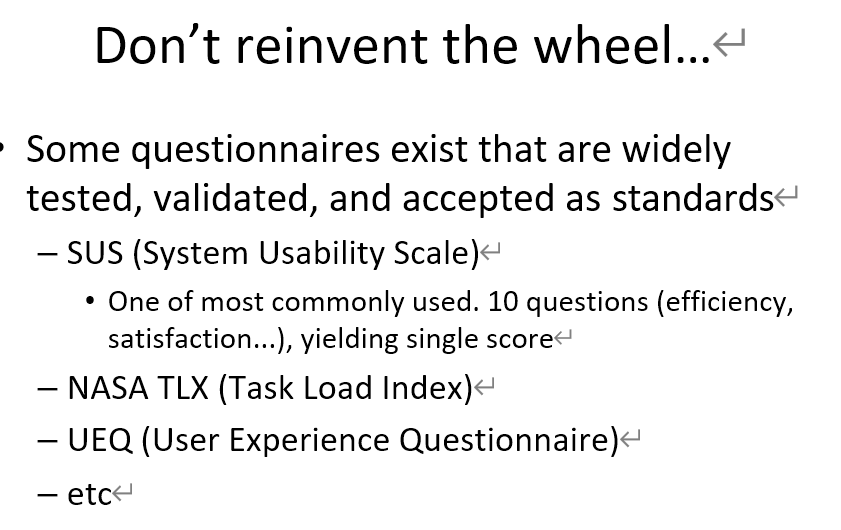 Don’t reinvent the wheel...↵
• Some questionnaires exist that are widely
tested, validated, and accepted as standards↵
– SUS (System Usability Scale)↵
• One of most commonly used. 10 questions (efficiency,
satisfaction...), yielding single score↵
– NASA TLX (Task Load Index)↵
– UEQ (User Experience Questionnaire)↵
– etc↵